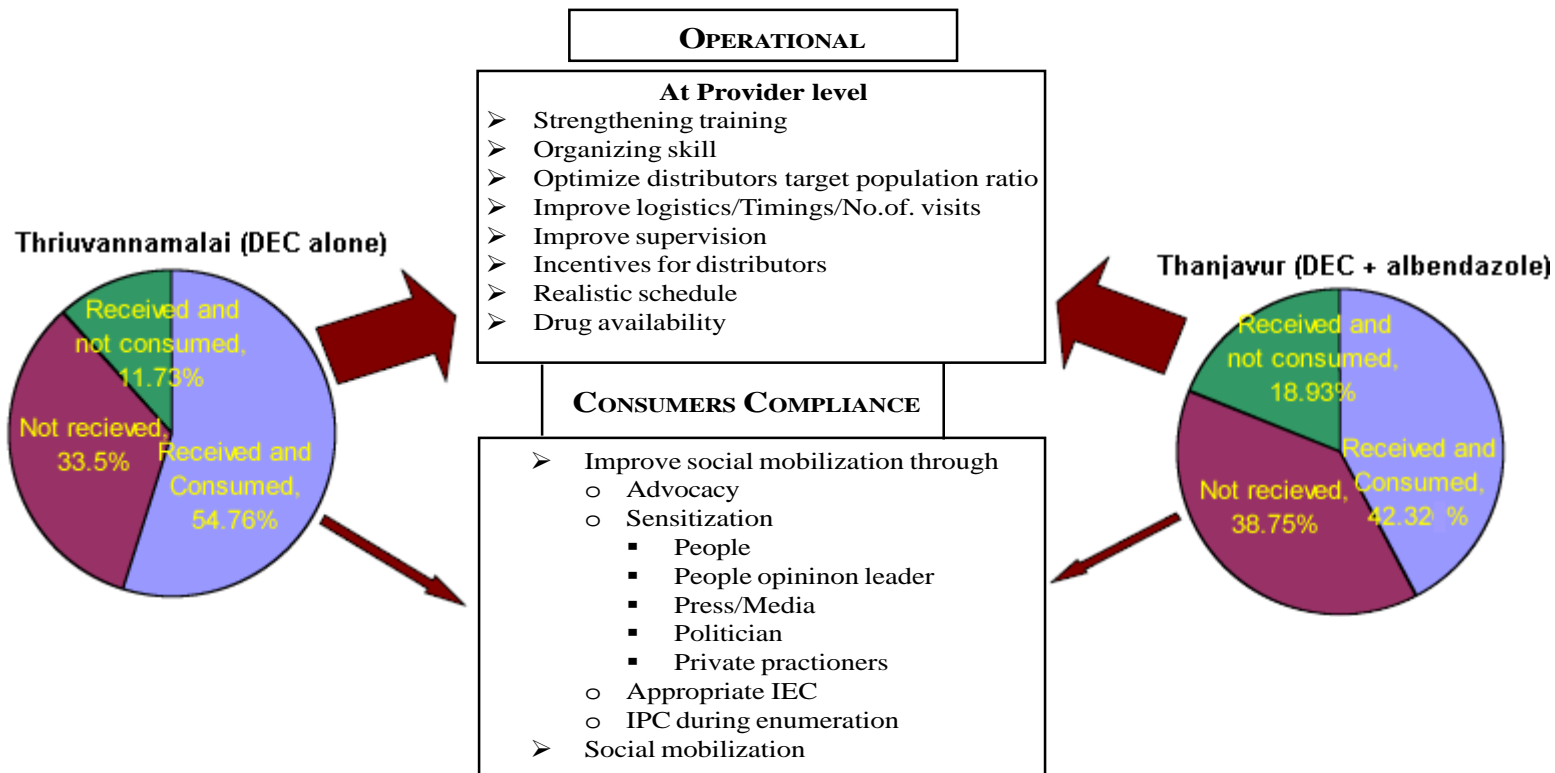 OPERATIONAL
At Provider level
➢ Strengthening training
➢ Organizing skill
➢ Optimize distributors target population ratio
➢ Improve logistics/Timings/No.of. visits
➢ Improve supervision
➢ Incentives for distributors
➢ Realistic schedule
➢ Drug availability
Thriuvannamalai (DEC alone)
Received and
not consumed,
11.73%
Not recieved,
33.5%
Received and
Consumed,
54.76%
Thanjavur (DEC + albendazole)
Received and
not consumed,
18.93%
Not recieved,
38.75%
Received and
Consumed,
42.32 %
CONSUMERS COMPLIANCE
➢ Improve social mobilization through
o Advocacy
o Sensitization
▪ People
▪ People opininon leader
▪ Press/Media
▪ Politician
▪ Private practioners
o Appropriate IEC
o IPC during enumeration
➢ Social mobilization